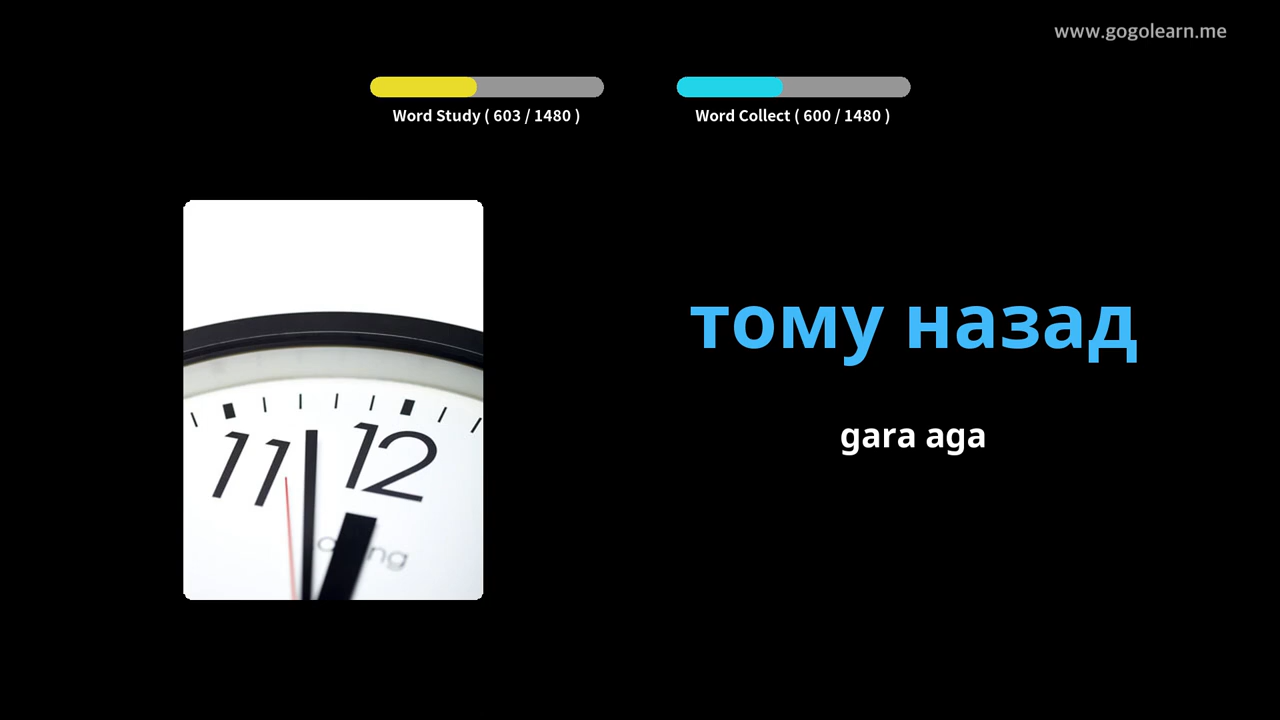 www.gogolearn.me
Word Study ( 603 / 1480 )
Word Collect ( 600 / 1480 )
тому назад
gara aga
11
12